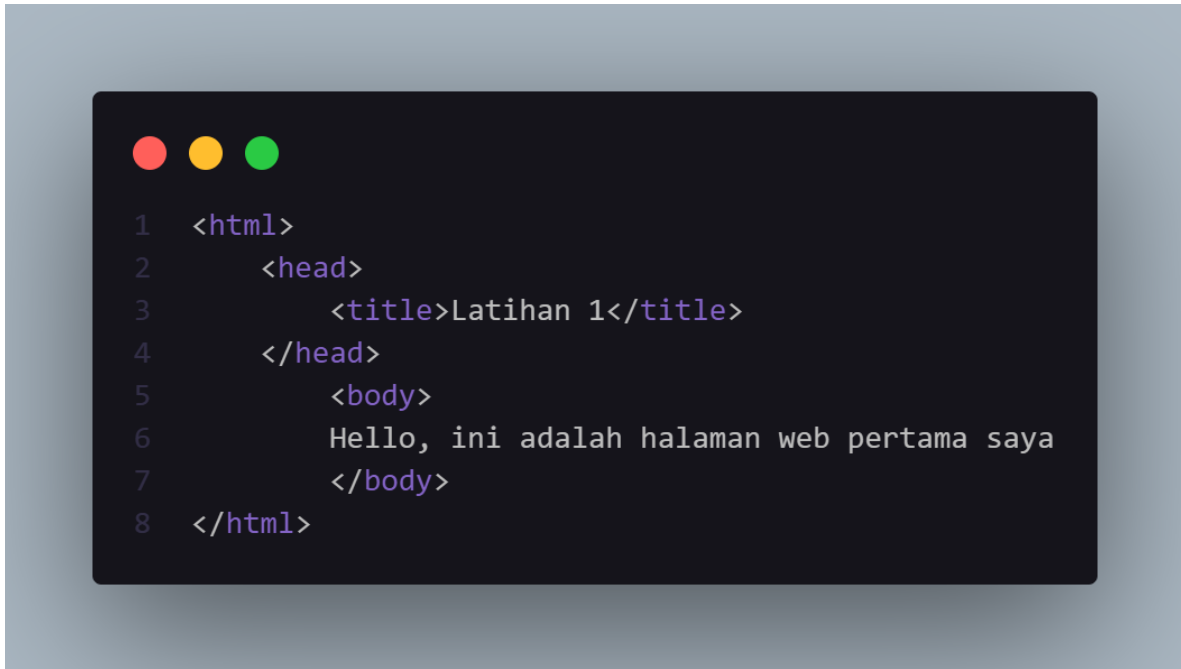 1 <html>
2     <head>
3         <title>Latihan 1</title>
4     </head>
5         <body>
6         Hello, ini adalah halaman web pertama saya
7         </body>
8 </html>